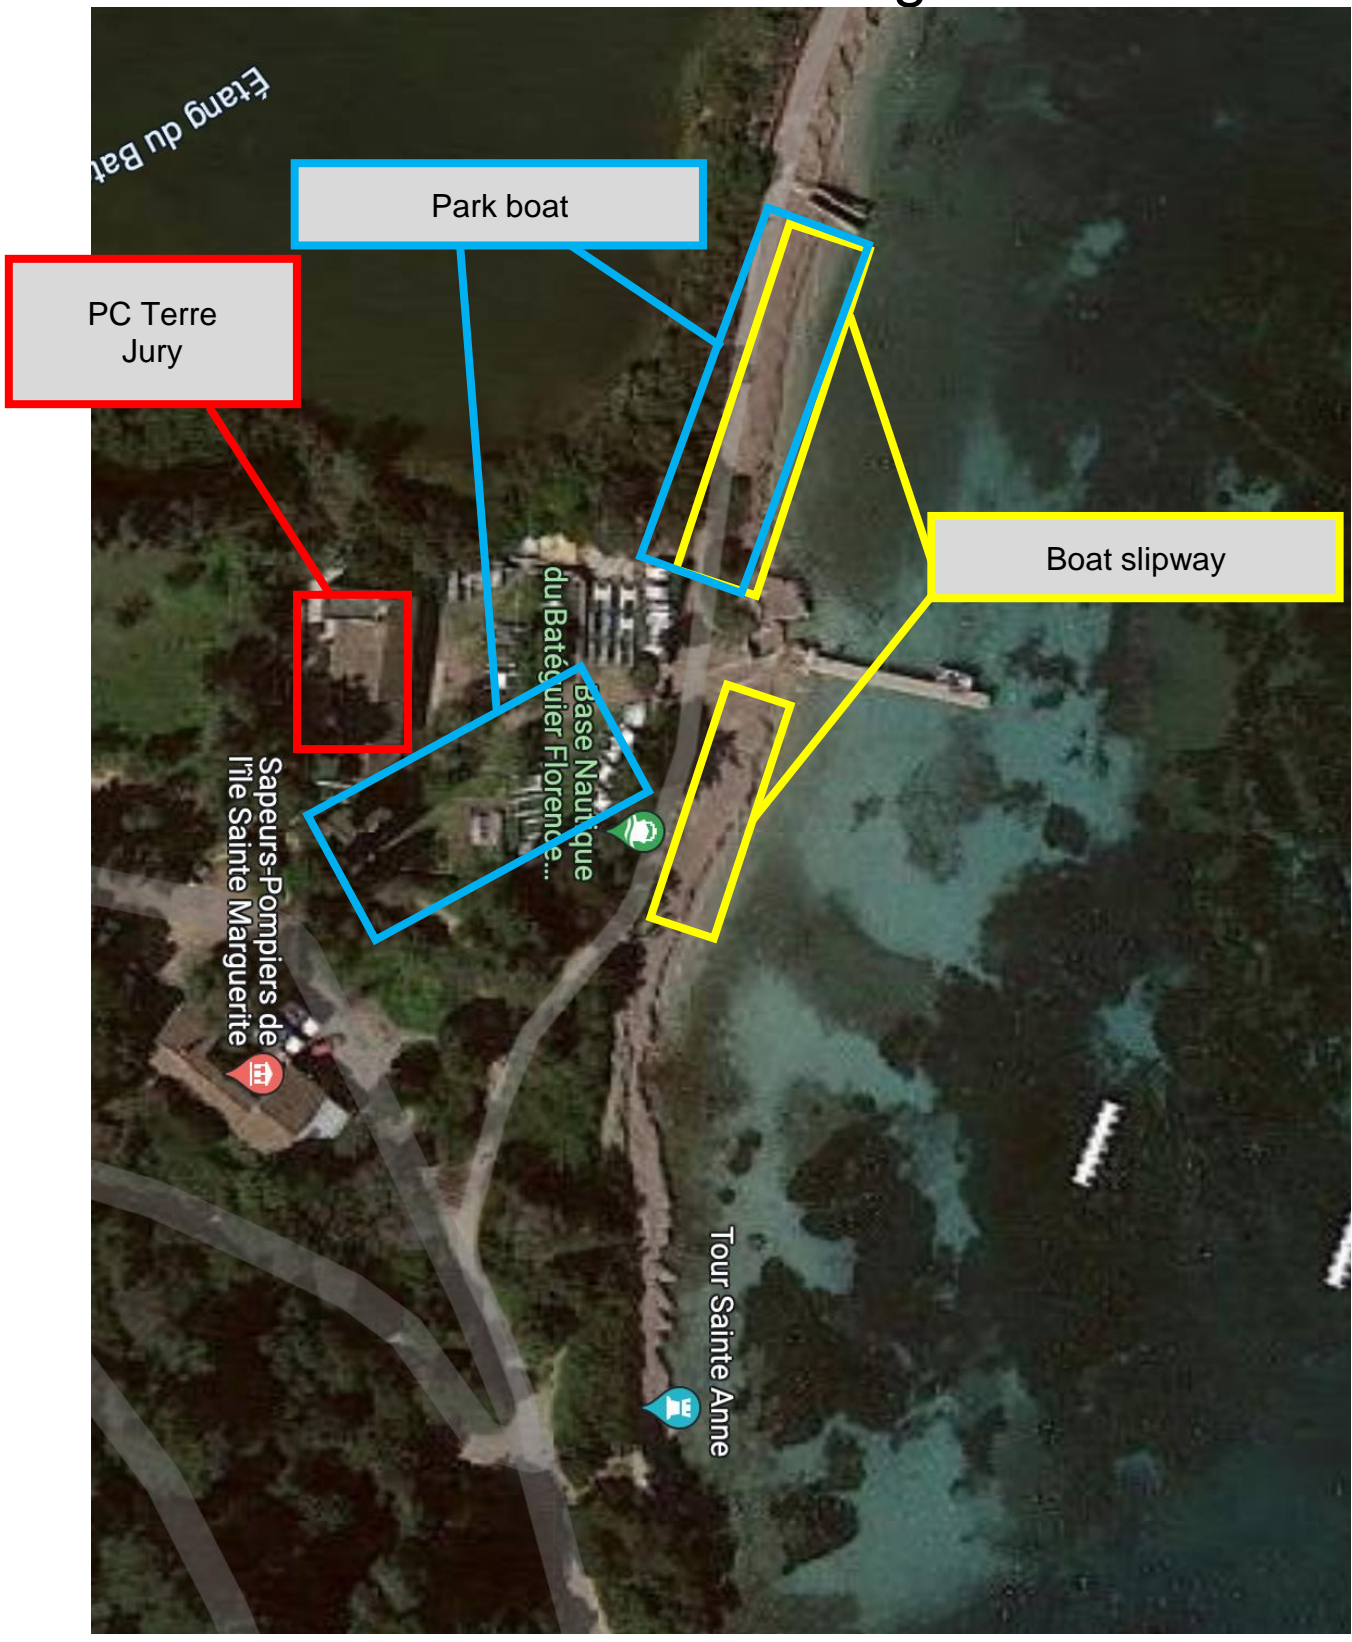 Étang du Bat
Park boat
PC Terre
Jury
Boat slipway
Base Nautique
du Batéguier Florence...
Sapeurs-Pompiers de
l'île Sainte Marguerite
Tour Sainte Anne